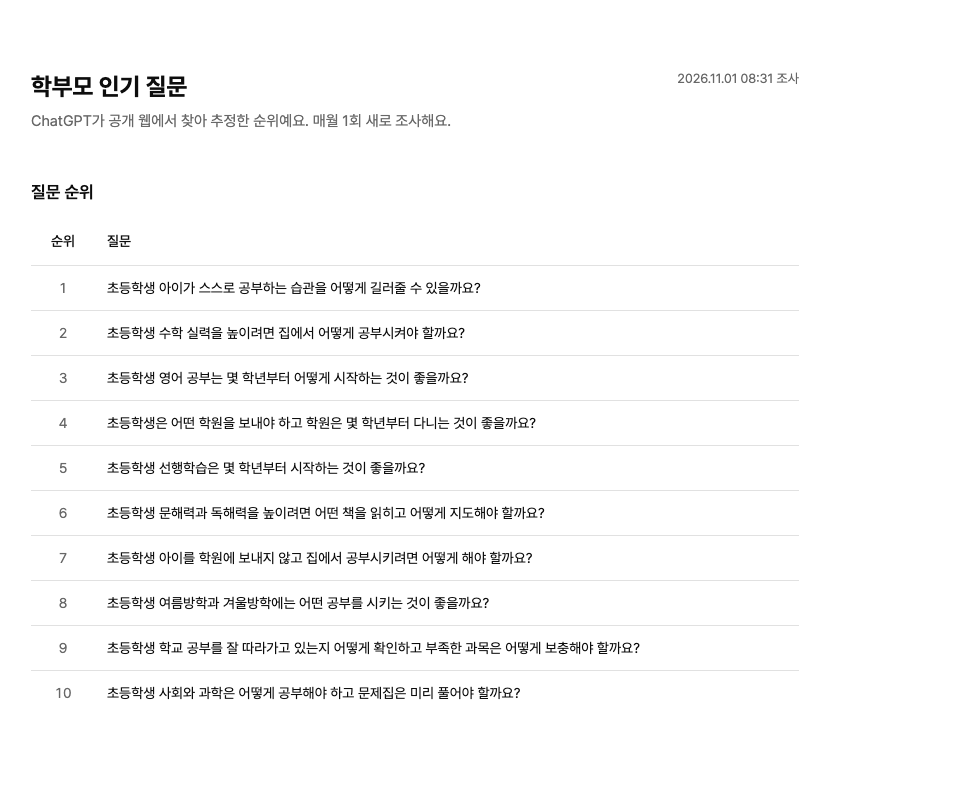 학부모 인기 질문
2026.11.01 08:31 조사
ChatGPT가 공개 웹에서 찾아 추정한 순위예요. 매월 1회 새로 조사해요.
질문 순위
순위 질문
1 초등학생 아이가 스스로 공부하는 습관을 어떻게 길러줄 수 있을까요?
2 초등학생 수학 실력을 높이려면 집에서 어떻게 공부시켜야 할까요?
3 초등학생 영어 공부는 몇 학년부터 어떻게 시작하는 것이 좋을까요?
4 초등학생은 어떤 학원을 보내야 하고 학원은 몇 학년부터 다니는 것이 좋을까요?
5 초등학생 선행학습은 몇 학년부터 시작하는 것이 좋을까요?
6 초등학생 문해력과 독해력을 높이려면 어떤 책을 읽히고 어떻게 지도해야 할까요?
7 초등학생 아이를 학원에 보내지 않고 집에서 공부시키려면 어떻게 해야 할까요?
8 초등학생 여름방학과 겨울방학에는 어떤 공부를 시키는 것이 좋을까요?
9 초등학생 학교 공부를 잘 따라가고 있는지 어떻게 확인하고 부족한 과목은 어떻게 보충해야 할까요?
10 초등학생 사회와 과학은 어떻게 공부해야 하고 문제집은 미리 풀어야 할까요?